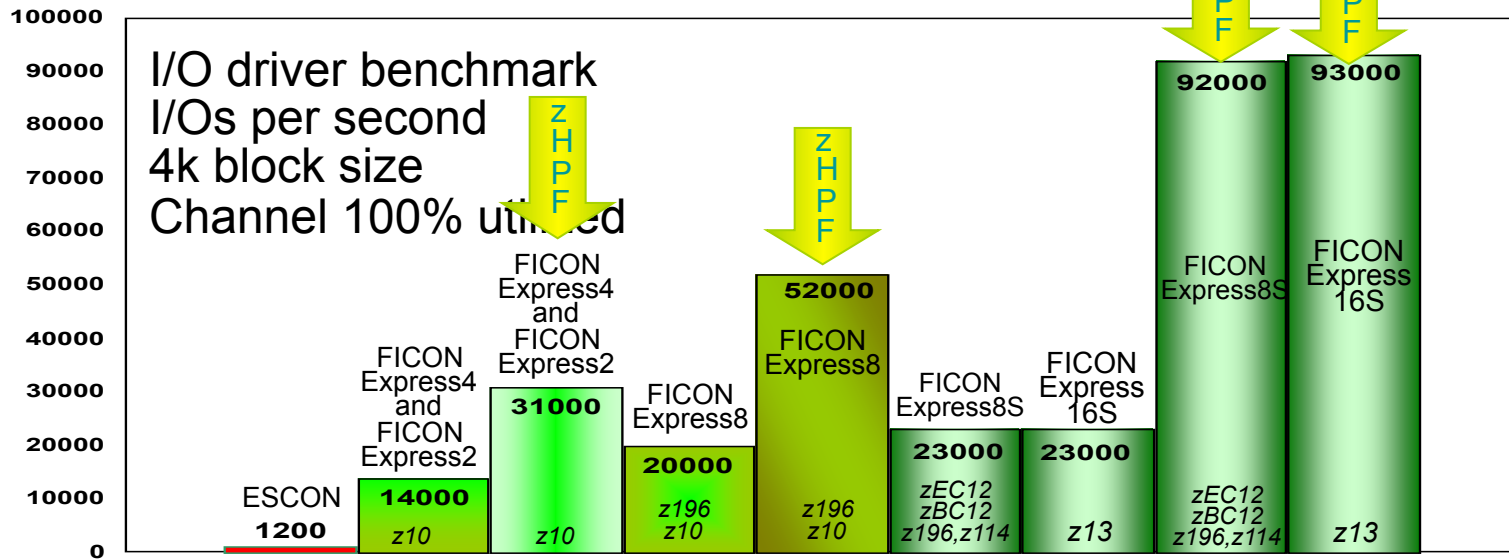 100000
90000
80000
70000
60000
50000
40000
30000
20000
10000
0
I/O driver benchmark
I/Os per second
4k block size
Channel 100%
ESCON
1200
FICON
Express4
and
FICON
Express2
14000
z10
z
H
P
F
FICON
Express4
and
FICON
Express2
31000
z10
FICON
Express8
20000
z196
z10
z
H
P
F
52000
FICON
Express8
z196
z10
FICON
Express8S
23000
zEC12
zBC12
z196,z114
FICON
Express
16S
23000
z13
P
F
92000
FICON
Express8S
zEC12
zBC12
z196,z114
P
F
93000
FICON
Express
16S
z13